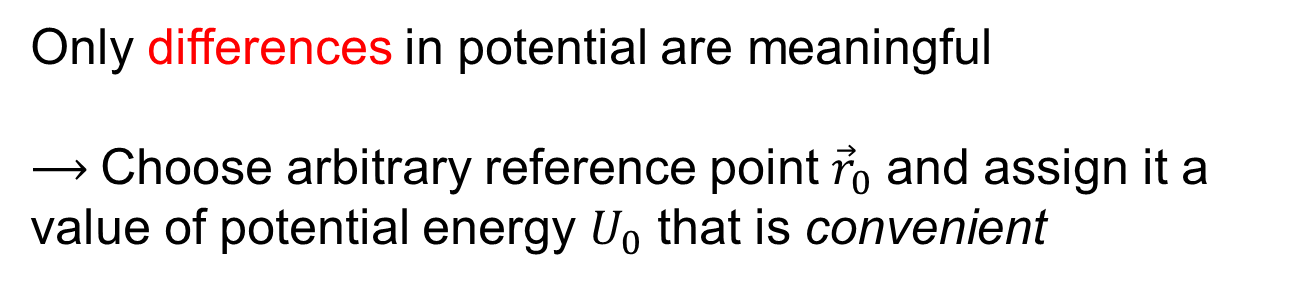 Only differences in potential are meaningful
⟶ Choose arbitrary reference point r⃗₀ and assign it a
value of potential energy U₀ that is convenient